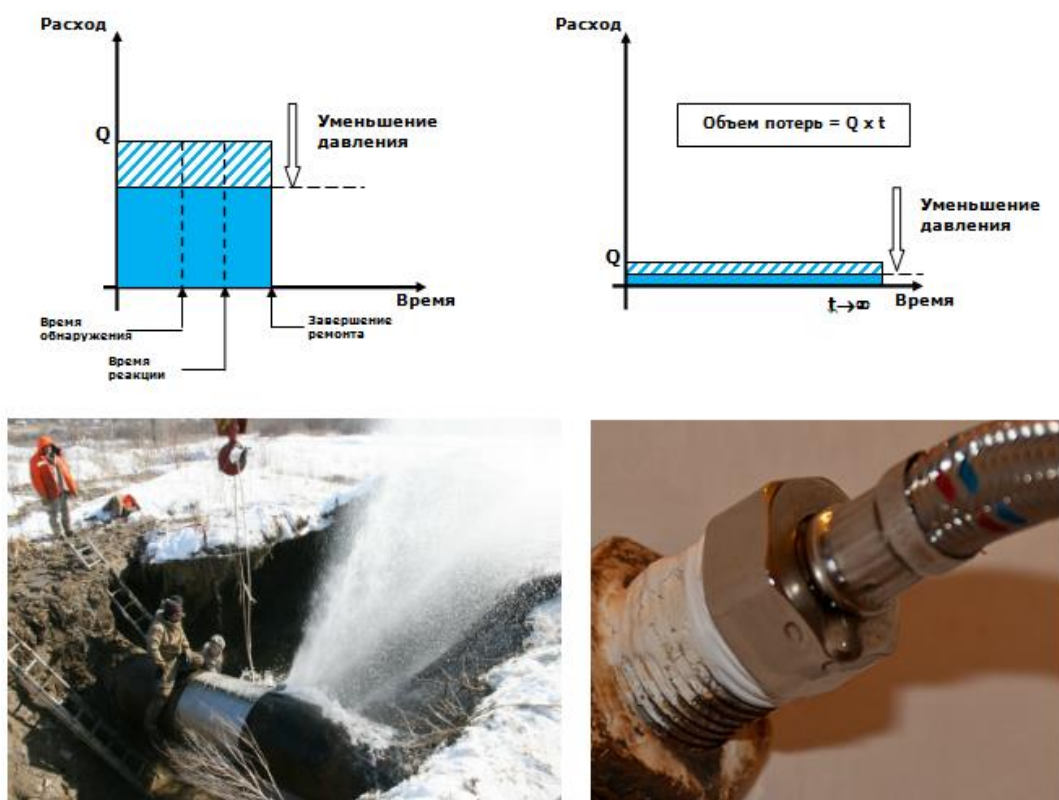 Расход
Q
Уменьшение
давления
Время
Время
обнаружения
Время
реакции
Завершение
ремонта
Расход
Объем потерь = Q x t
Уменьшение
давления
Q
t→∞
Время